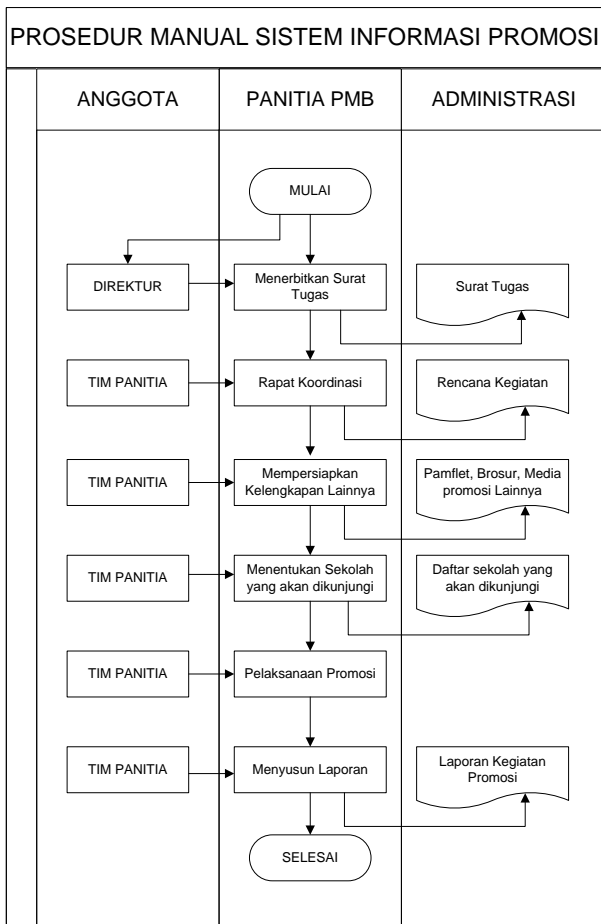 PROSEDUR MANUAL SISTEM INFORMASI PROMOSI
ANGGOTA
PANITIA PMB
ADMINISTRASI
MULAI
DIREKTUR
Menerbitkan Surat
Tugas
Surat Tugas
TIM PANITIA
Rapat Koordinasi
Rencana Kegiatan
TIM PANITIA
Mempersiapkan
Kelengkapan Lainnya
Pamflet, Brosur, Media
promosi Lainnya
TIM PANITIA
Menentukan Sekolah
yang akan dikunjungi
Daftar sekolah yang
akan dikunjungi
TIM PANITIA
Pelaksanaan Promosi
TIM PANITIA
Menyusun Laporan
Laporan Kegiatan
Promosi
SELESAI